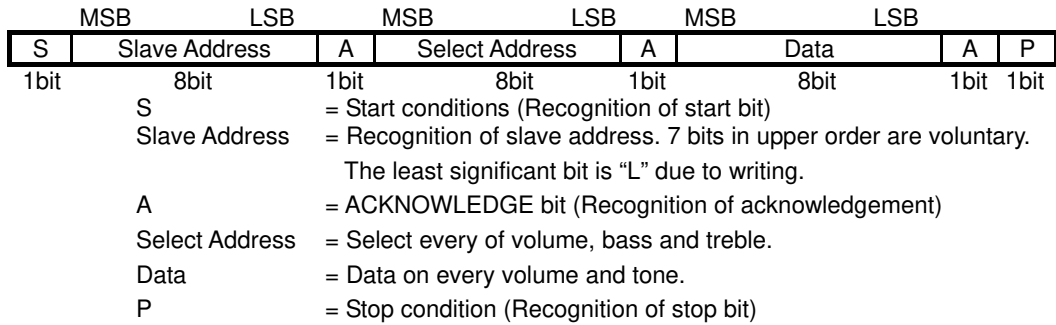 MSB LSB MSB LSB MSB LSB
S Slave Address A Select Address A Data A P
1bit 8bit 1bit 8bit 1bit 8bit 1bit 1bit
S = Start conditions (Recognition of start bit)
Slave Address = Recognition of slave address. 7 bits in upper order are voluntary.
The least significant bit is “L” due to writing.
A = ACKNOWLEDGE bit (Recognition of acknowledgement)
Select Address = Select every of volume, bass and treble.
Data = Data on every volume and tone.
P = Stop condition (Recognition of stop bit)